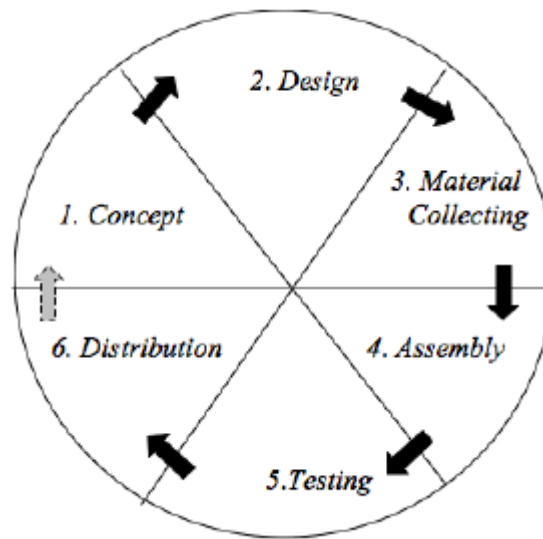 1. Concept
2. Design
3. Material
Collecting
4. Assembly
5.Testing
6. Distribution